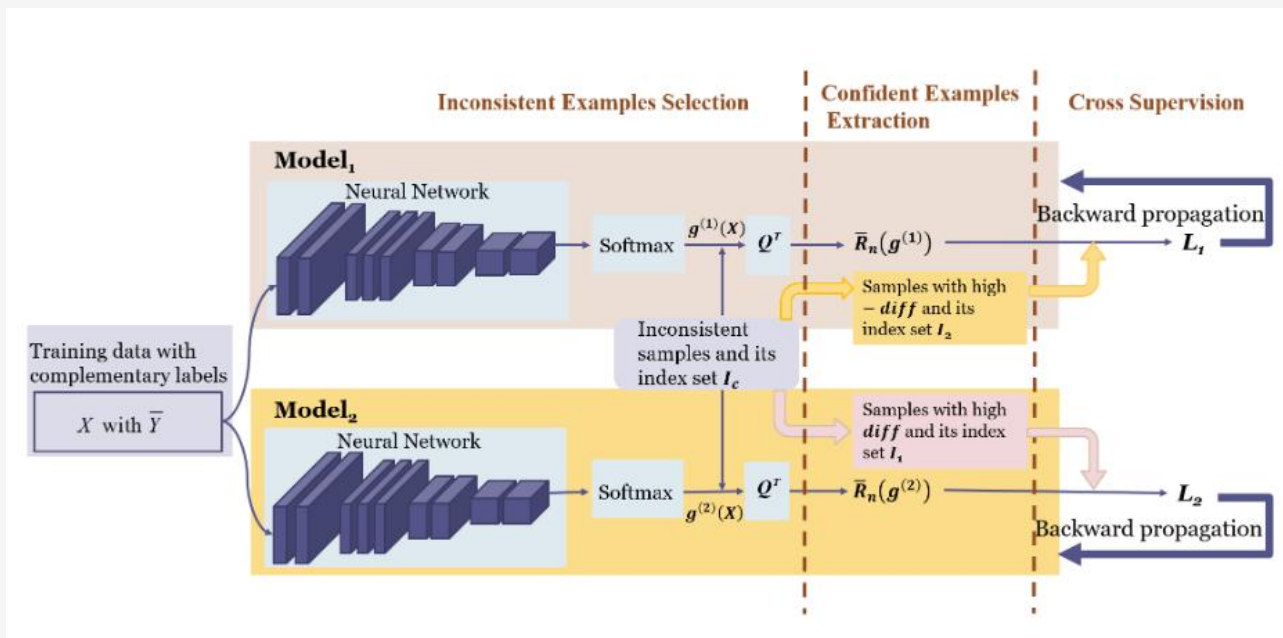 Inconsistent Examples Selection
Confident Examples
Extraction
Cross Supervision
Model₁
Neural Network
Softmax
g⁽¹⁾(X)
Qᵀ
R̅ₙ(g⁽¹⁾)
L₁
Backward propagation
Samples with high
− diff and its
index set I₂
Inconsistent
samples and its
index set I_c
Training data with
complementary labels
X with Y̅
Model₂
Neural Network
Softmax
g⁽²⁾(X)
Qᵀ
R̅ₙ(g⁽²⁾)
Samples with high
diff and its index
set I₁
L₂
Backward propagation